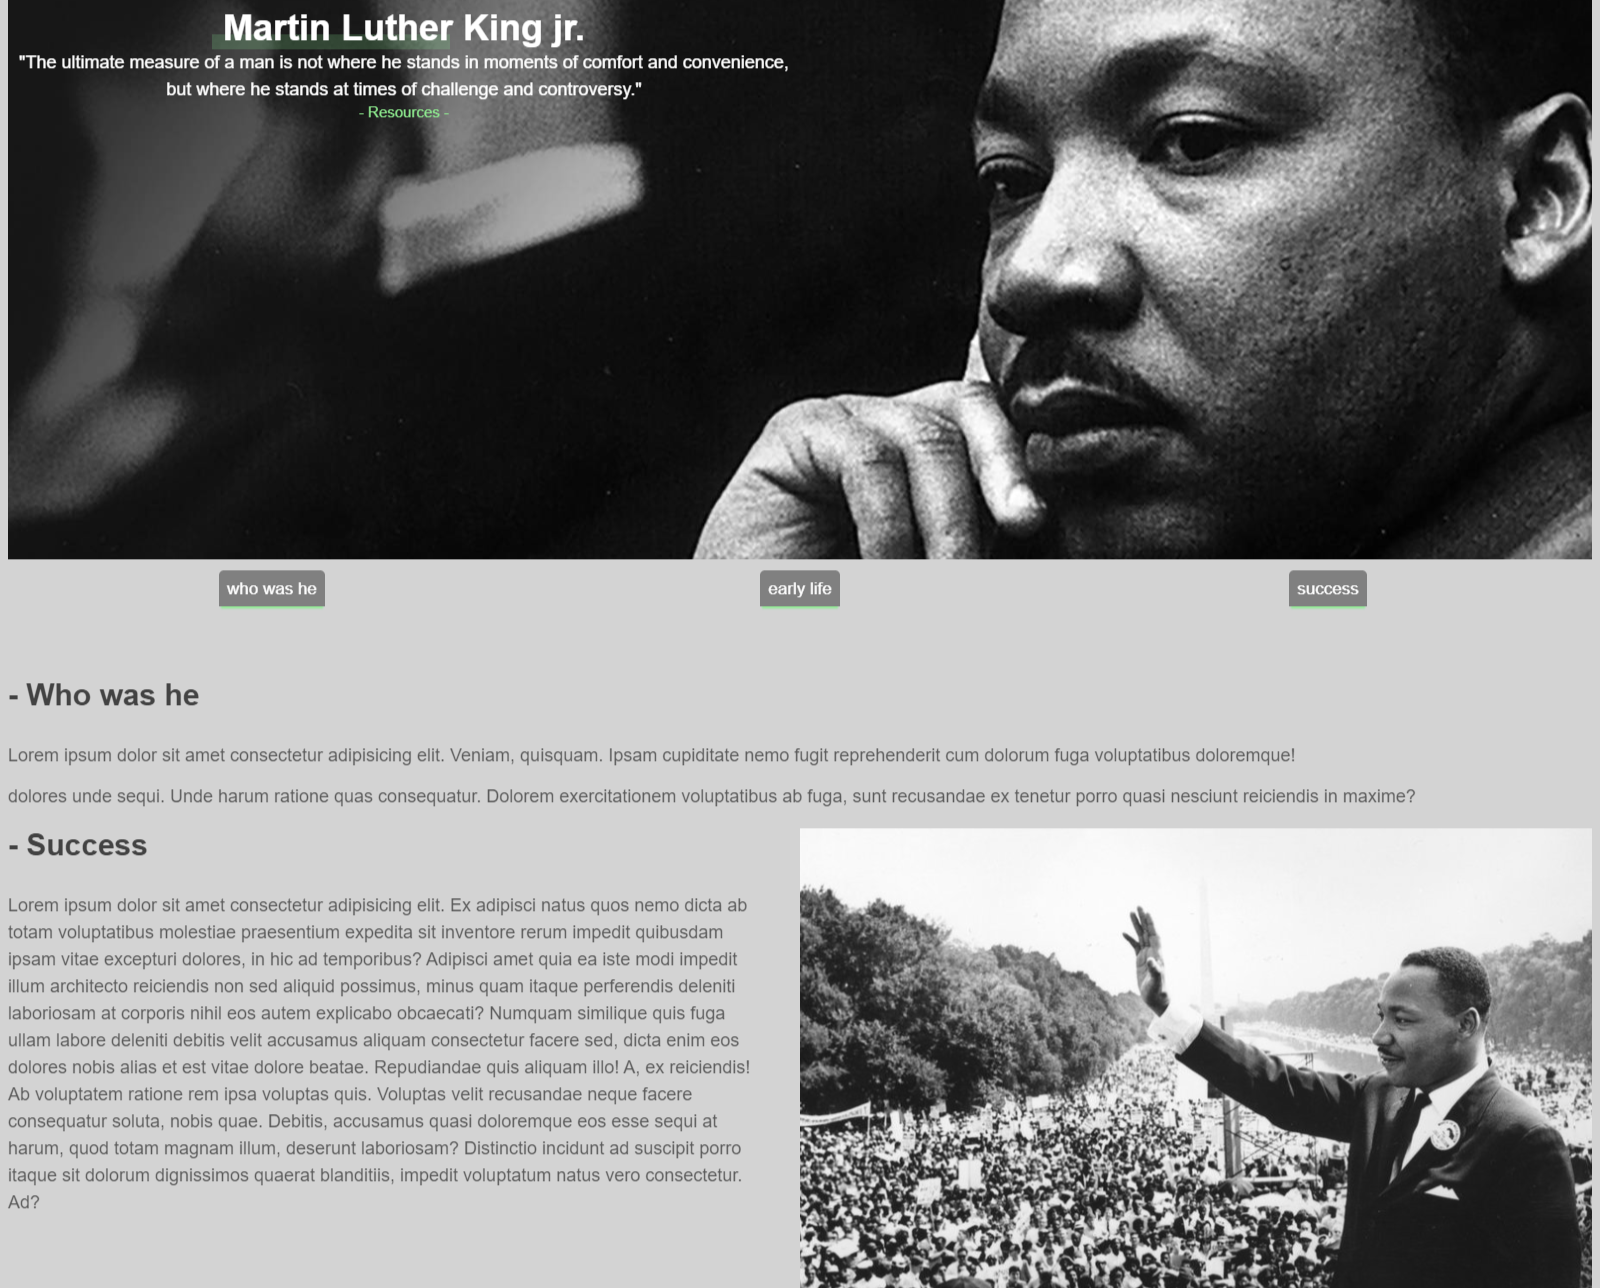 Martin Luther King jr.
"The ultimate measure of a man is not where he stands in moments of comfort and convenience,
but where he stands at times of challenge and controversy."
- Resources -
who was he
early life
success
- Who was he
Lorem ipsum dolor sit amet consectetur adipisicing elit. Veniam, quisquam. Ipsam cupiditate nemo fugit reprehenderit cum dolorum fuga voluptatibus doloremque!
dolores unde sequi. Unde harum ratione quas consequatur. Dolorem exercitationem voluptatibus ab fuga, sunt recusandae ex tenetur porro quasi nesciunt reiciendis in maxime?
- Success
Lorem ipsum dolor sit amet consectetur adipisicing elit. Ex adipisci natus quos nemo dicta ab
totam voluptatibus molestiae praesentium expedita sit inventore rerum impedit quibusdam
ipsam vitae excepturi dolores, in hic ad temporibus? Adipisci amet quia ea iste modi impedit
illum architecto reiciendis non sed aliquid possimus, minus quam itaque perferendis deleniti
laboriosam at corporis nihil eos autem explicabo obcaecati? Numquam similique quis fuga
ullam labore deleniti debitis velit accusamus aliquam consectetur facere sed, dicta enim eos
dolores nobis alias et est vitae dolore beatae. Repudiandae quis aliquam illo! A, ex reiciendis!
Ab voluptatem ratione rem ipsa voluptas quis. Voluptas velit recusandae neque facere
consequatur soluta, nobis quae. Debitis, accusamus quasi doloremque eos esse sequi at
harum, quod totam magnam illum, deserunt laboriosam? Distinctio incidunt ad suscipit porro
itaque sit dolorum dignissimos quaerat blanditiis, impedit voluptatum natus vero consectetur.
Ad?